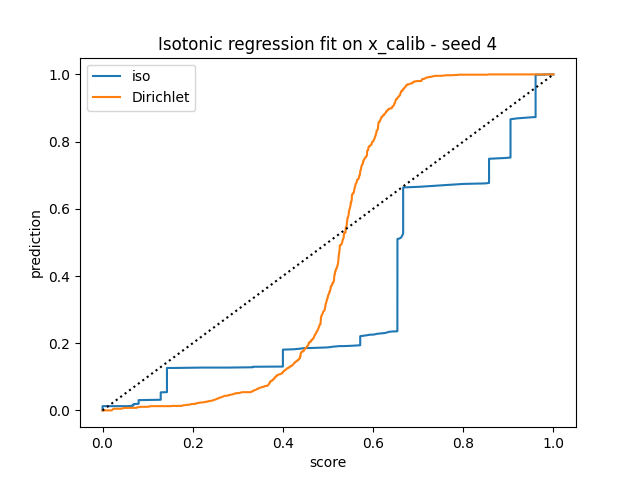 Isotonic regression fit on x_calib - seed 4
iso
Dirichlet
1.0
0.8
0.6
0.4
0.2
0.0
prediction
0.0 0.2 0.4 0.6 0.8 1.0
score